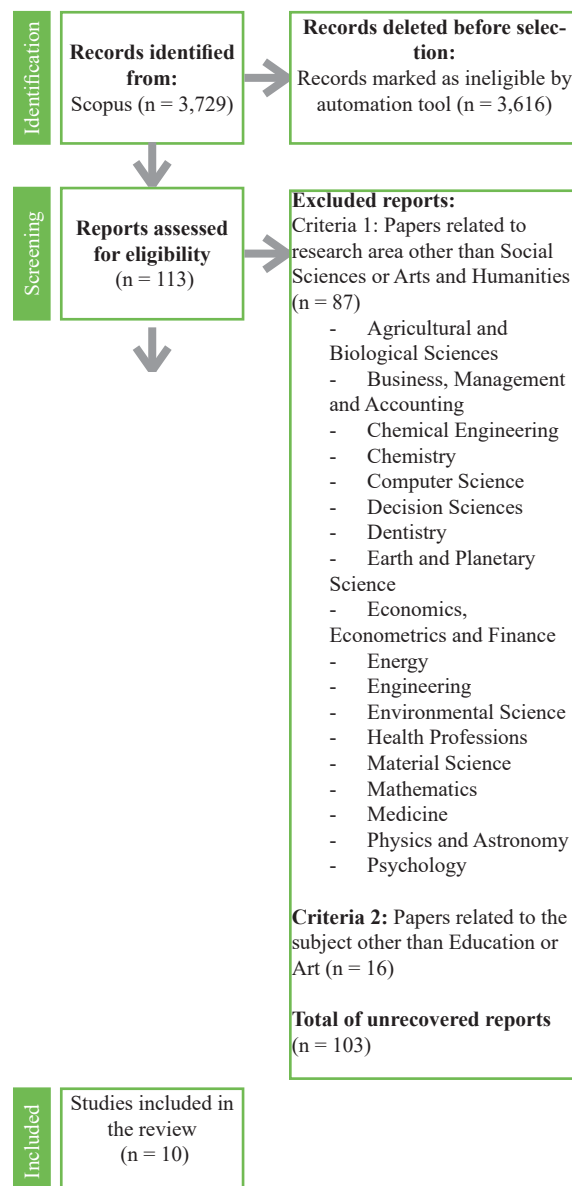 Identification
Records identified
from:
Scopus (n = 3,729)
Records deleted before selec-
tion:
Records marked as ineligible by
automation tool (n = 3,616)
Screening
Reports assessed
for eligibility
(n = 113)
Excluded reports:
Criteria 1: Papers related to
research area other than Social
Sciences or Arts and Humanities
(n = 87)
- Agricultural and
Biological Sciences
- Business, Management
and Accounting
- Chemical Engineering
- Chemistry
- Computer Science
- Decision Sciences
- Dentistry
- Earth and Planetary
Science
- Economics,
Econometrics and Finance
- Energy
- Engineering
- Environmental Science
- Health Professions
- Material Science
- Mathematics
- Medicine
- Physics and Astronomy
- Psychology
Criteria 2: Papers related to the
subject other than Education or
Art (n = 16)
Total of unrecovered reports
(n = 103)
Included
Studies included in
the review
(n = 10)